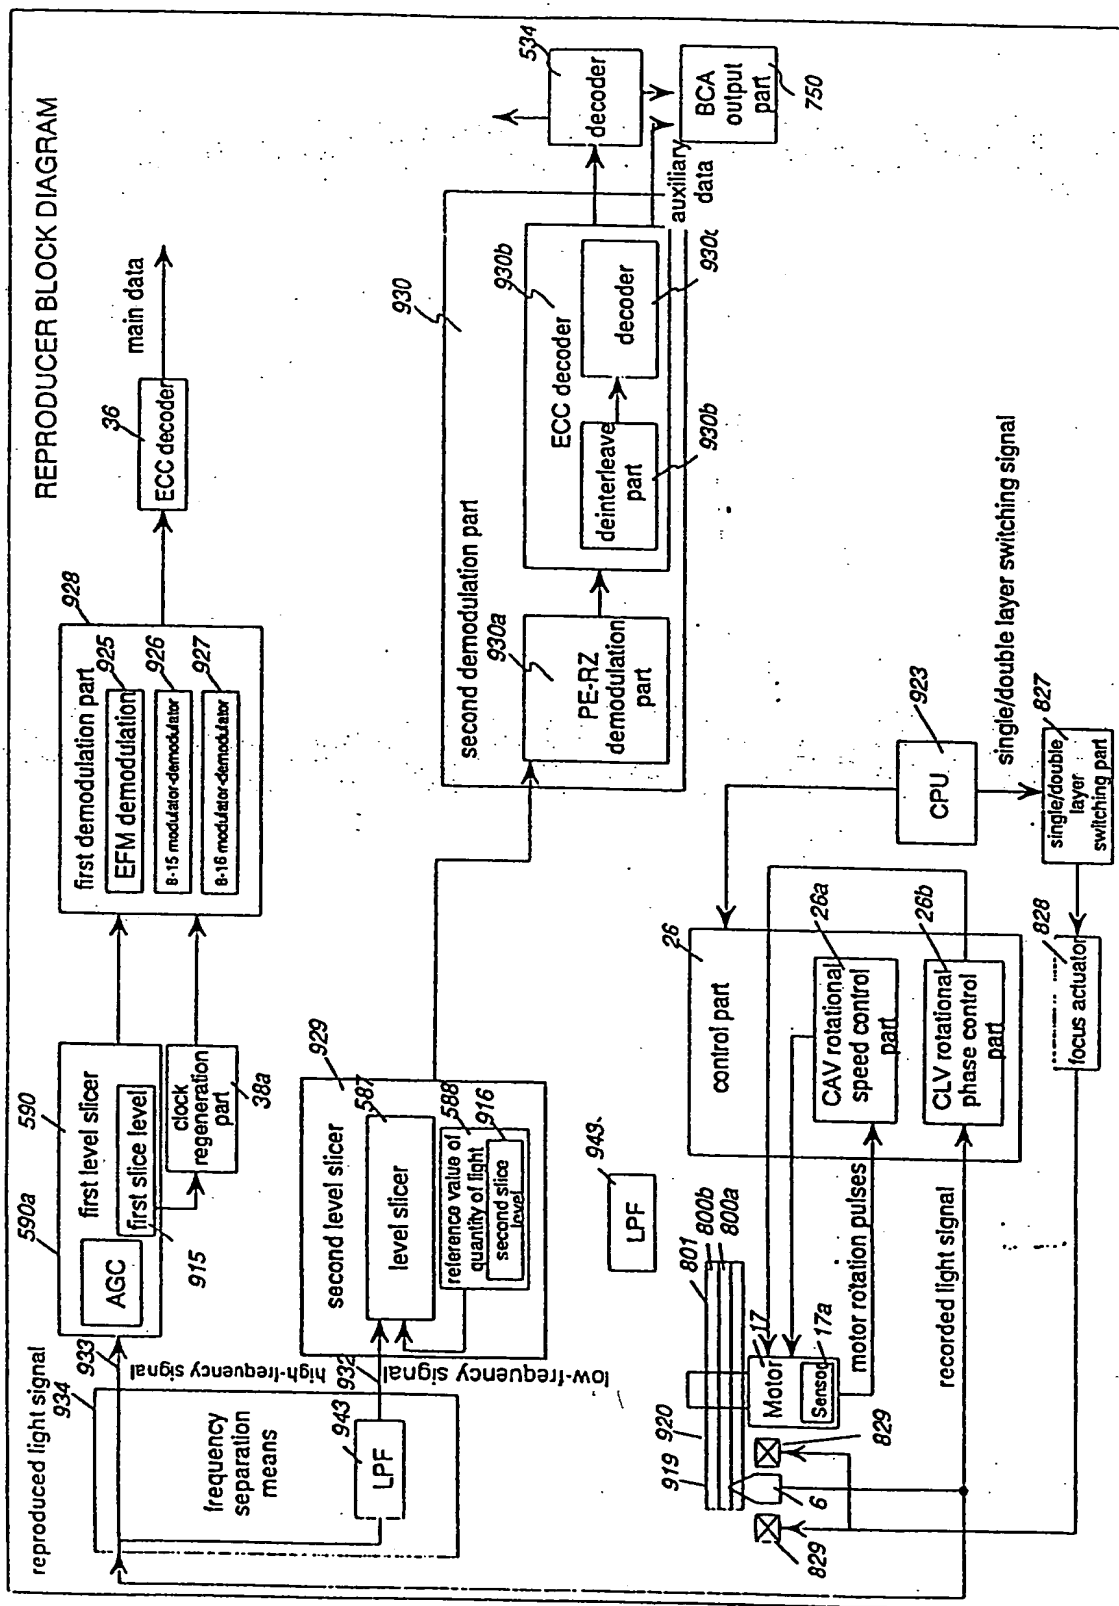 REPRODUCER BLOCK DIAGRAM
reproduced light signal
934
933
frequency
separation
means
943
LPF
high-frequency signal
932
low-frequency signal
590a
590
first level slicer
AGC
first slice level
915
clock
regeneration
part
38a
928
first demodulation part
925
EFM demodulation
926
8-15 modulator-demodulator
927
8-16 modulator-demodulator
36
ECC decoder
main data
929
second level slicer
587
level slicer
588
reference value of
quantity of light
916
second slice
level
930
second demodulation part
930a
PE-RZ
demodulation
part
930b
ECC decoder
deinterleave
part
930b
decoder
930c
534
decoder
auxiliary
data
BCA
output
part
750
943
LPF
919
920
801
800b
800a
17
Motor
17a
Sensor
829
6
829
motor rotation pulses
recorded light signal
26
control part
26a
CAV rotational
speed control
part
26b
CLV rotational
phase control
part
923
CPU
single/double layer switching signal
827
single/double
layer
switching part
828
focus actuator